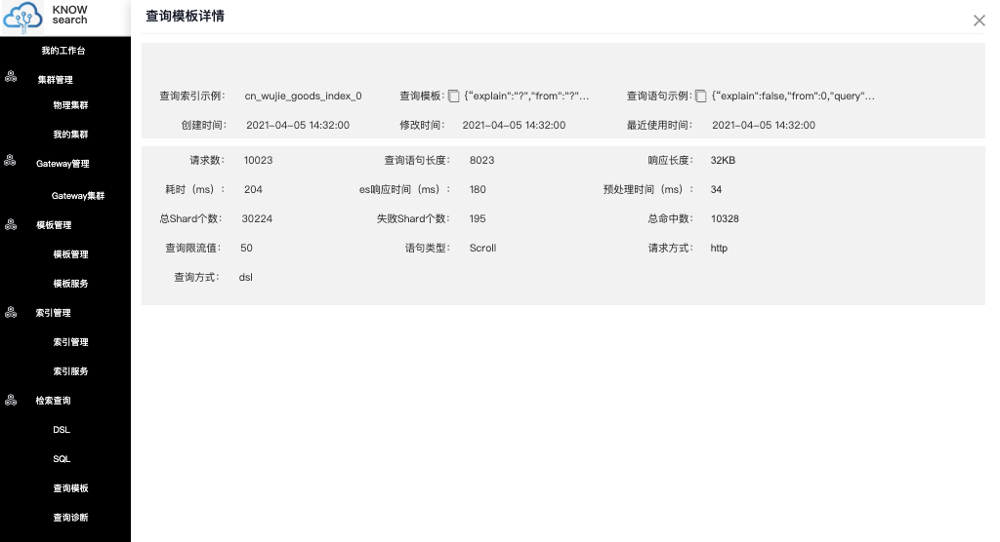 KNOW
search
我的工作台
集群管理
物理集群
我的集群
Gateway管理
Gateway集群
模板管理
模板管理
模板服务
索引管理
索引管理
索引服务
检索查询
DSL
SQL
查询模板
查询诊断
查询模板详情
查询索引示例: cn_wujie_goods_index_0 查询模板: {“explain":"?","from":"?"... 查询语句示例: {“explain":false,"from":0,"query"...
创建时间: 2021-04-05 14:32:00 修改时间: 2021-04-05 14:32:00 最近使用时间: 2021-04-05 14:32:00
请求数: 10023 查询语句长度: 8023 响应长度: 32KB
耗时（ms）: 204 es响应时间（ms）: 180 预处理时间（ms）: 34
总Shard个数: 30224 失败Shard个数: 195 总命中数: 10328
查询限流值: 50 语句类型: Scroll 请求方式: http
查询方式: dsl